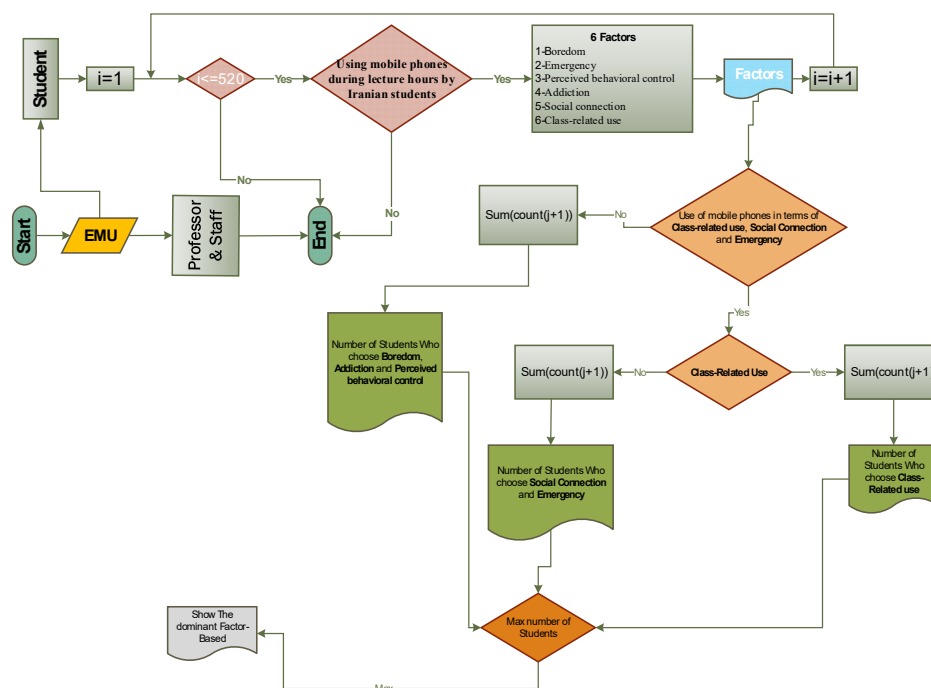 Student
i=1
i<=520
Yes
Using mobile phones
during lecture hours by
Iranian students
Yes
6 Factors
1-Boredom
2-Emergency
3-Perceived behavioral control
4-Addiction
5-Social connection
6-Class-related use
Factors
i=i+1
No
No
Start
EMU
Professor
& Staff
End
Sum(count(j+1))
No
Use of mobile phones in terms of
Class-related use, Social Connection
and Emergency
Yes
Number of Students Who
choose Boredom,
Addiction and Perceived
behavioral control
Sum(count(j+1))
No
Class-Related Use
Yes
Sum(count(j+1)
Number of Students Who
choose Social Connection
and Emergency
Number of
Students Who
choose Class-
Related use
Max number of
Students
Show The
dominant Factor-
Based
Max